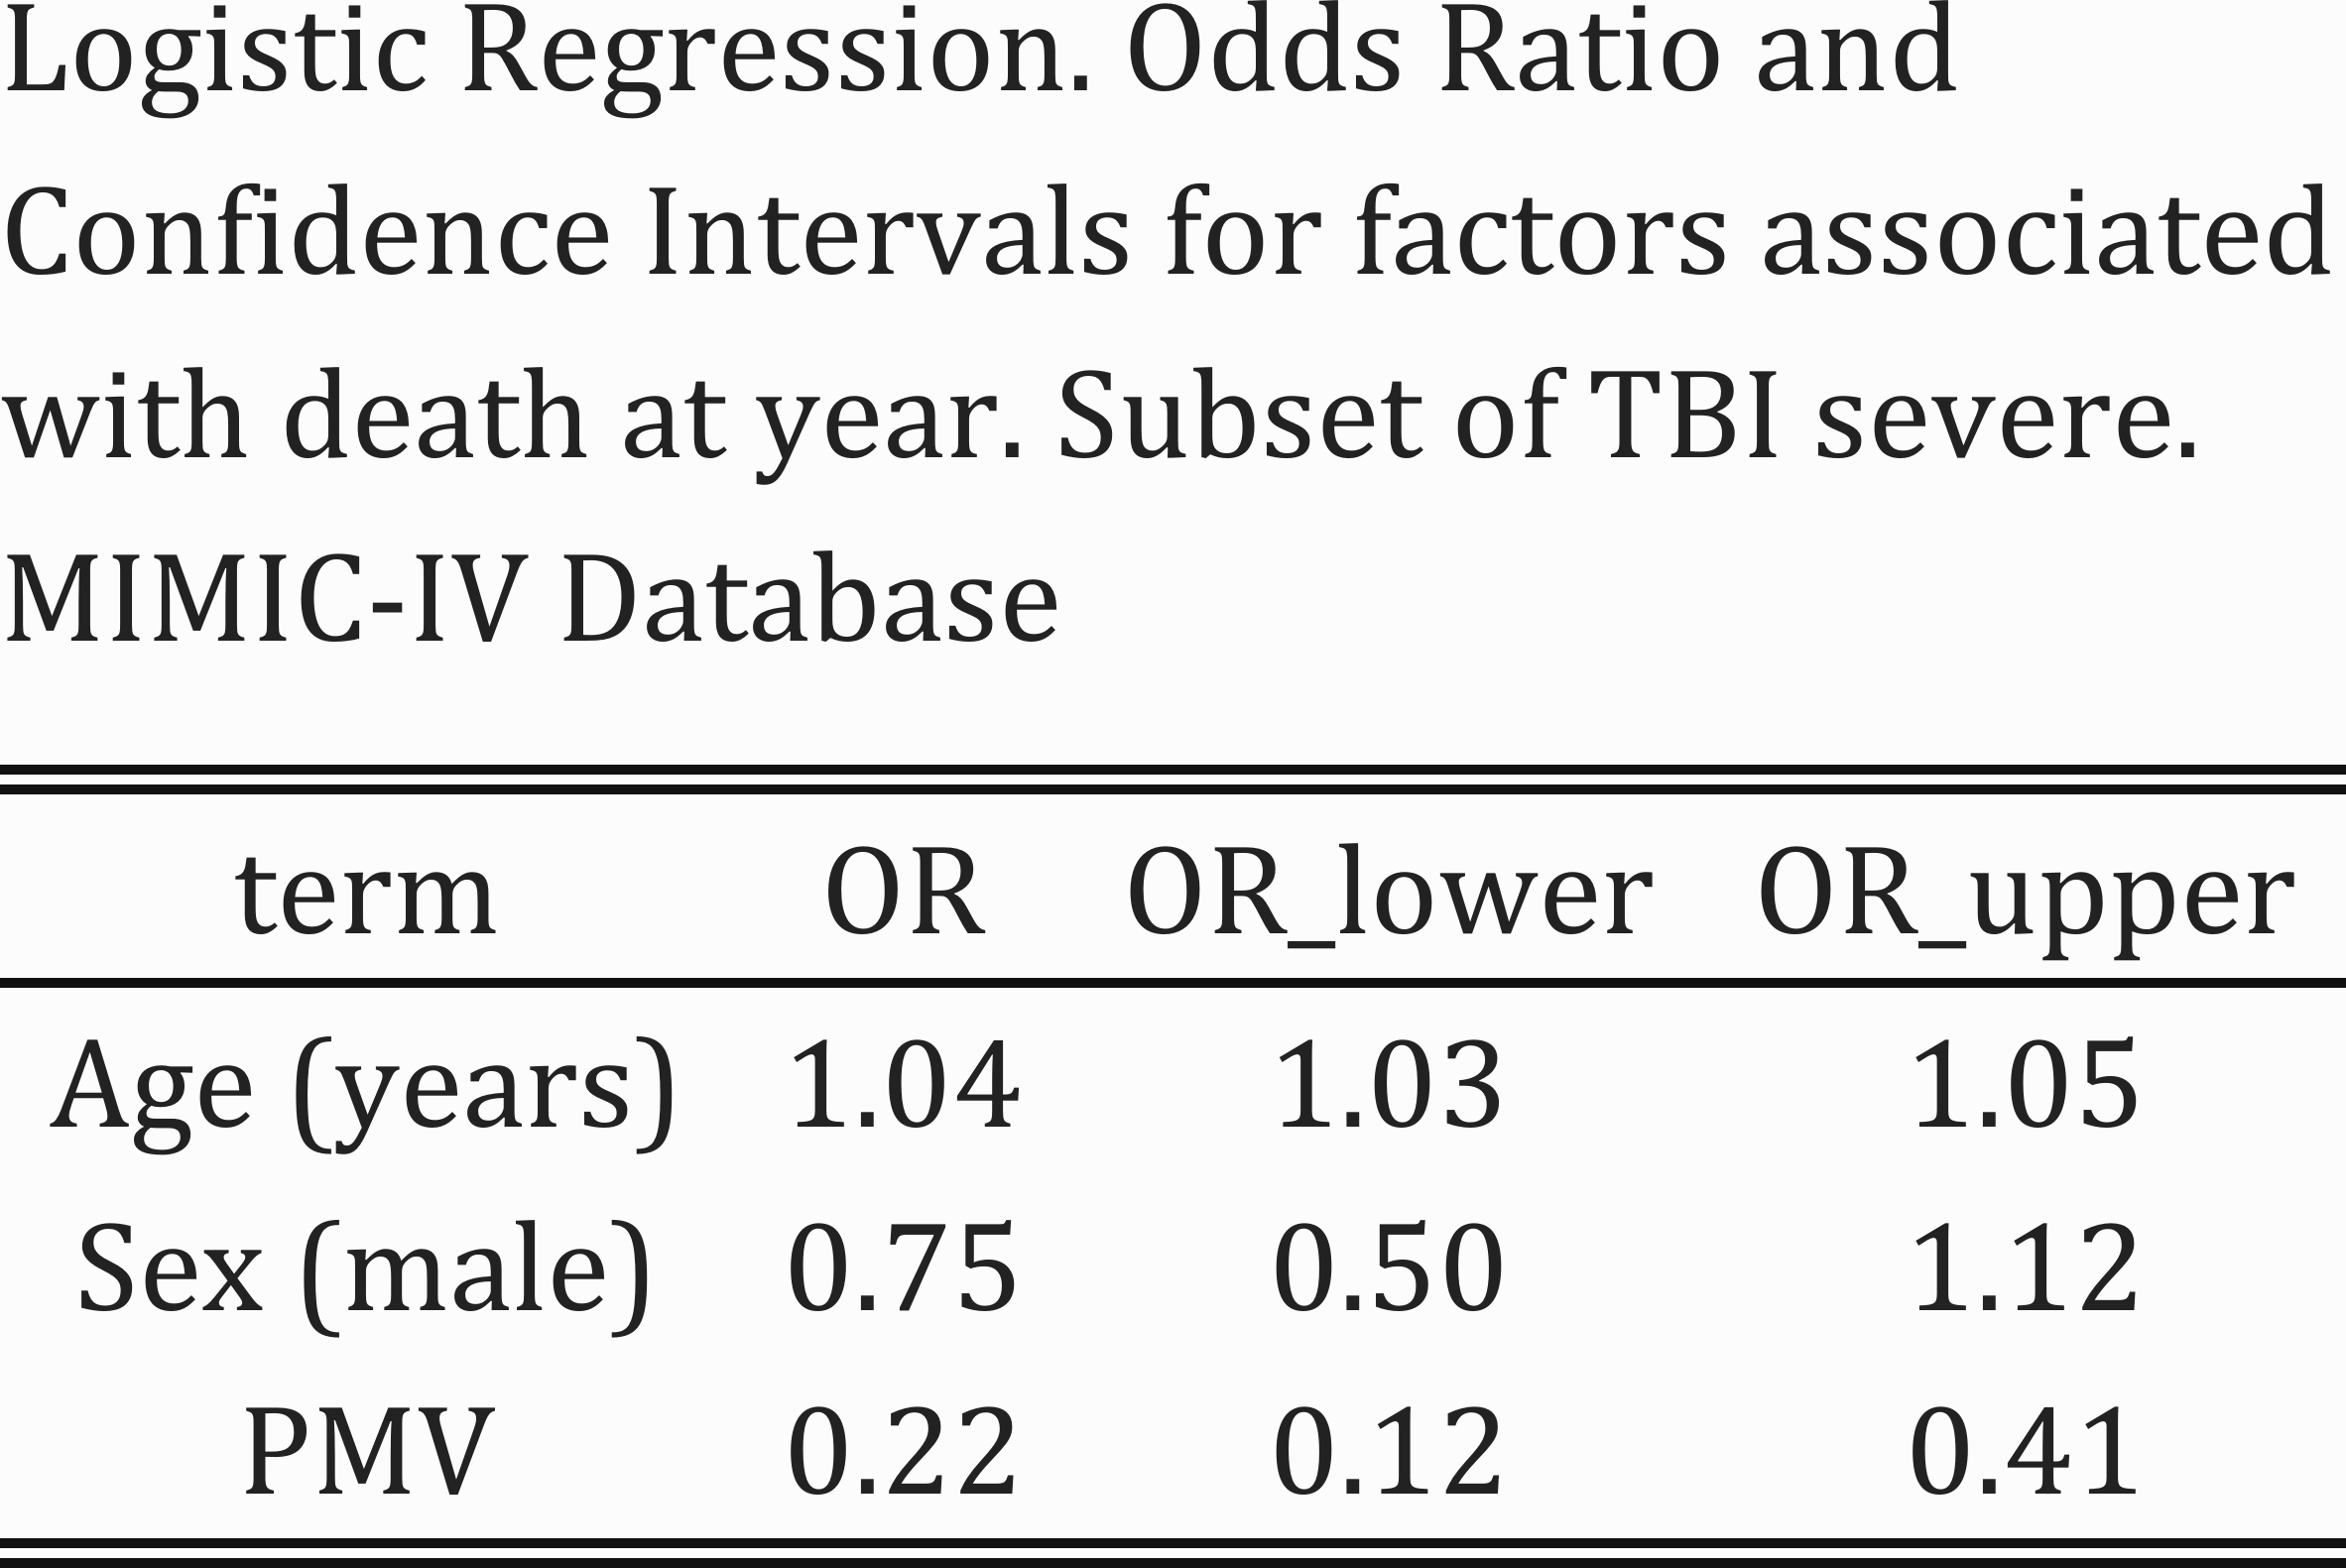 Logistic Regression. Odds Ratio and
Confidence Intervals for factors associated
with death at year. Subset of TBI severe.
MIMIC-IV Database
term OR OR_lower OR_upper
Age (years) 1.04 1.03 1.05
Sex (male) 0.75 0.50 1.12
PMV 0.22 0.12 0.41